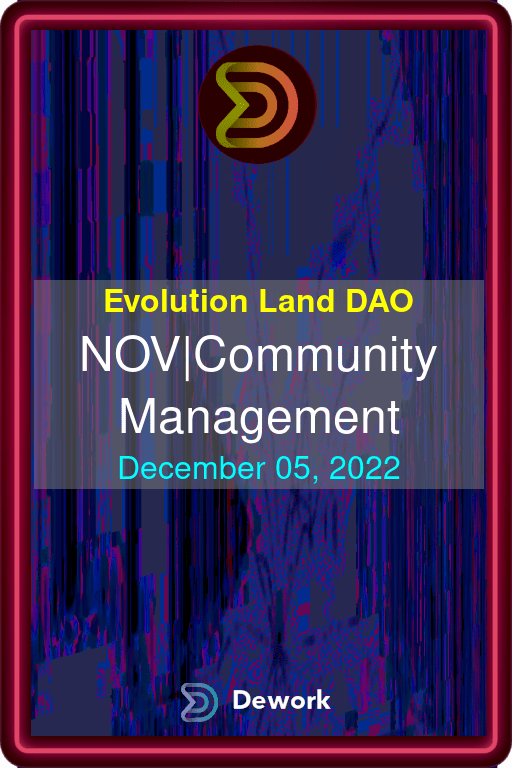 Evolution Land DAO
NOV|Community
Management
December 05, 2022
Dework